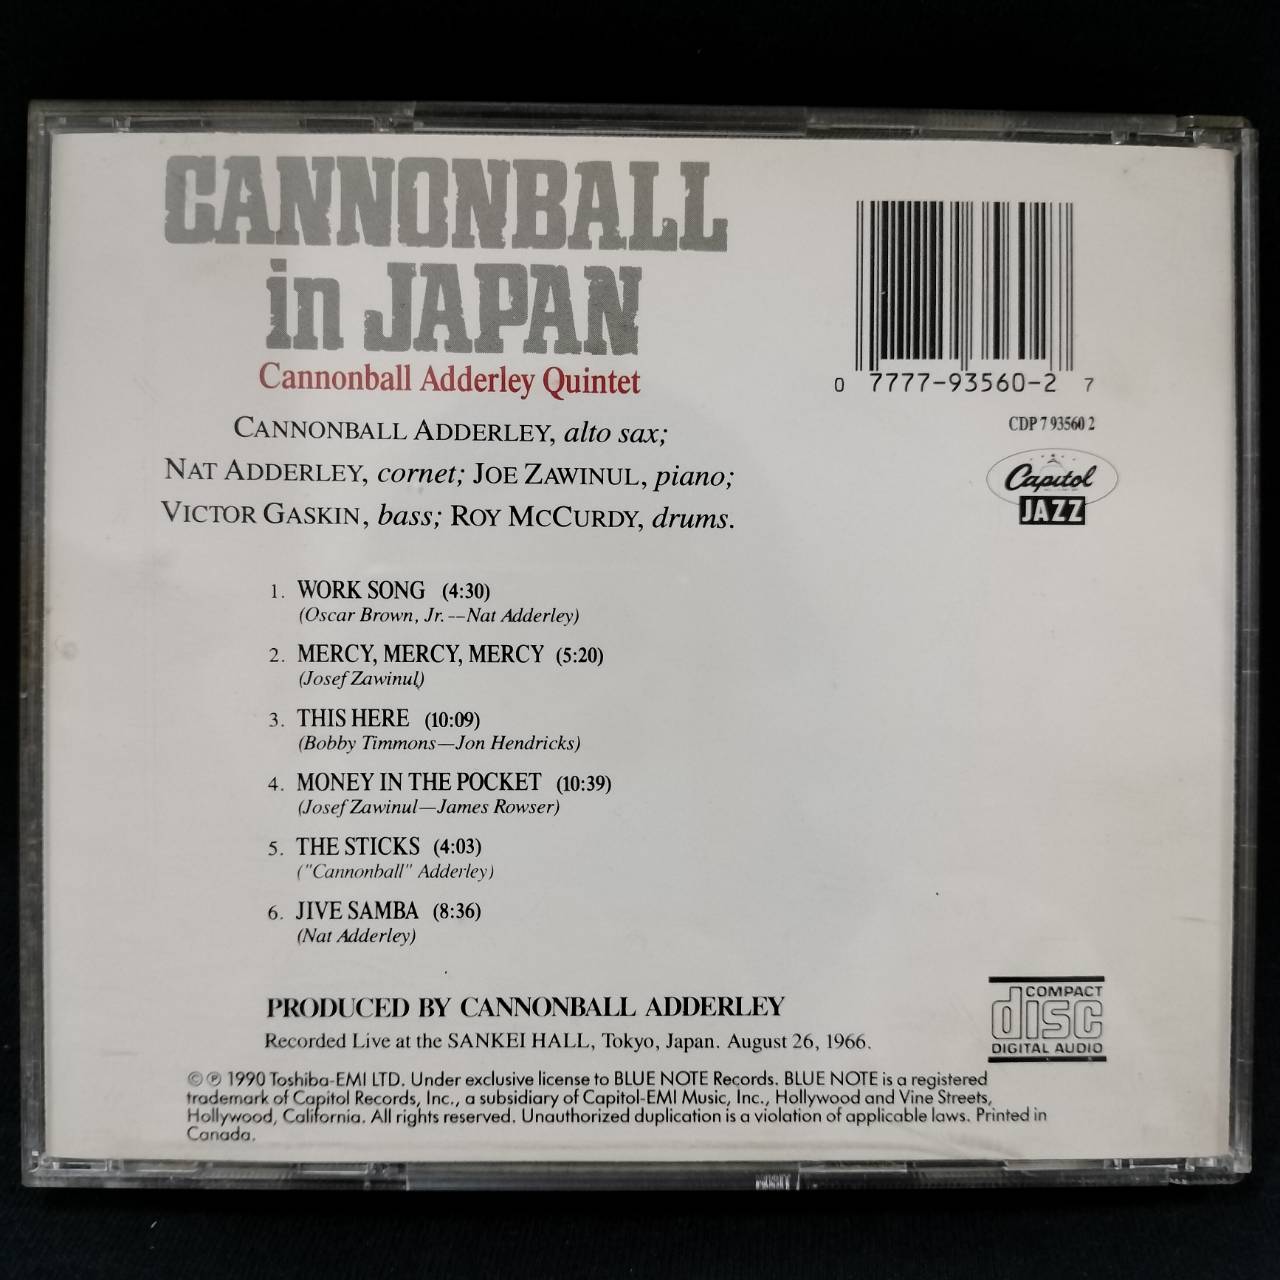 CANNONBALL
in JAPAN
Cannonball Adderley Quintet
CANNONBALL ADDERLEY, alto sax;
NAT ADDERLEY, cornet; JOE ZAWINUL, piano;
VICTOR GASKIN, bass; ROY MCCURDY, drums.
0 7777-93560-2 7
CDP 7 93560 2
Capitol
JAZZ
1. WORK SONG (4:30)
(Oscar Brown, Jr.--Nat Adderley)
2. MERCY, MERCY, MERCY (5:20)
(Josef Zawinul)
3. THIS HERE (10:09)
(Bobby Timmons—Jon Hendricks)
4. MONEY IN THE POCKET (10:39)
(Josef Zawinul—James Rowser)
5. THE STICKS (4:03)
("Cannonball" Adderley)
6. JIVE SAMBA (8:36)
(Nat Adderley)
PRODUCED BY CANNONBALL ADDERLEY
Recorded Live at the SANKEI HALL, Tokyo, Japan. August 26, 1966.
COMPACT
disc
DIGITAL AUDIO
© ℗ 1990 Toshiba-EMI LTD. Under exclusive license to BLUE NOTE Records. BLUE NOTE is a registered
trademark of Capitol Records, Inc., a subsidiary of Capitol-EMI Music, Inc., Hollywood and Vine Streets,
Hollywood, California. All rights reserved. Unauthorized duplication is a violation of applicable laws. Printed in
Canada.